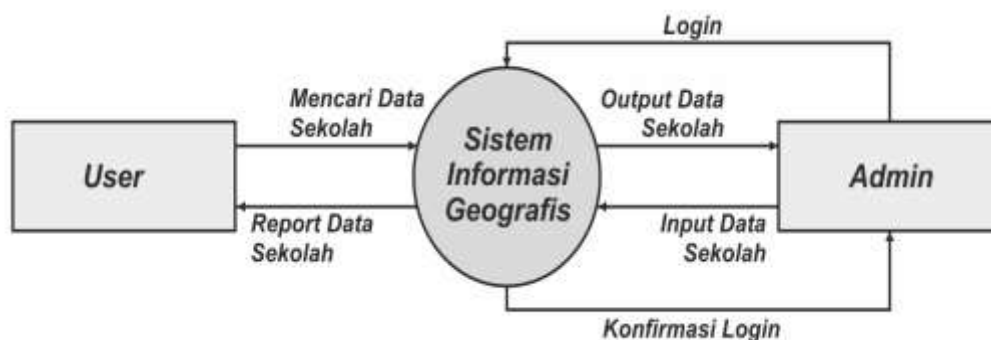 Login
Mencari Data
Sekolah
Output Data
Sekolah
User
Sistem
Informasi
Geografis
Admin
Report Data
Sekolah
Input Data
Sekolah
Konfirmasi Login